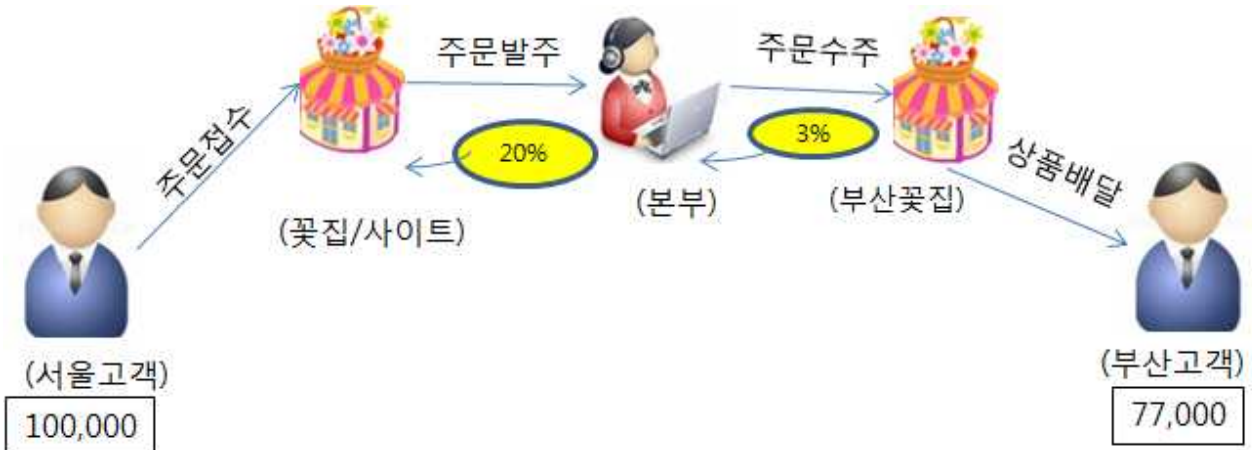 주문발주
주문수주
주문접수
20%
3%
상품배달
(꽃집/사이트)
(본부)
(부산꽃집)
(서울고객)
(부산고객)
100,000
77,000